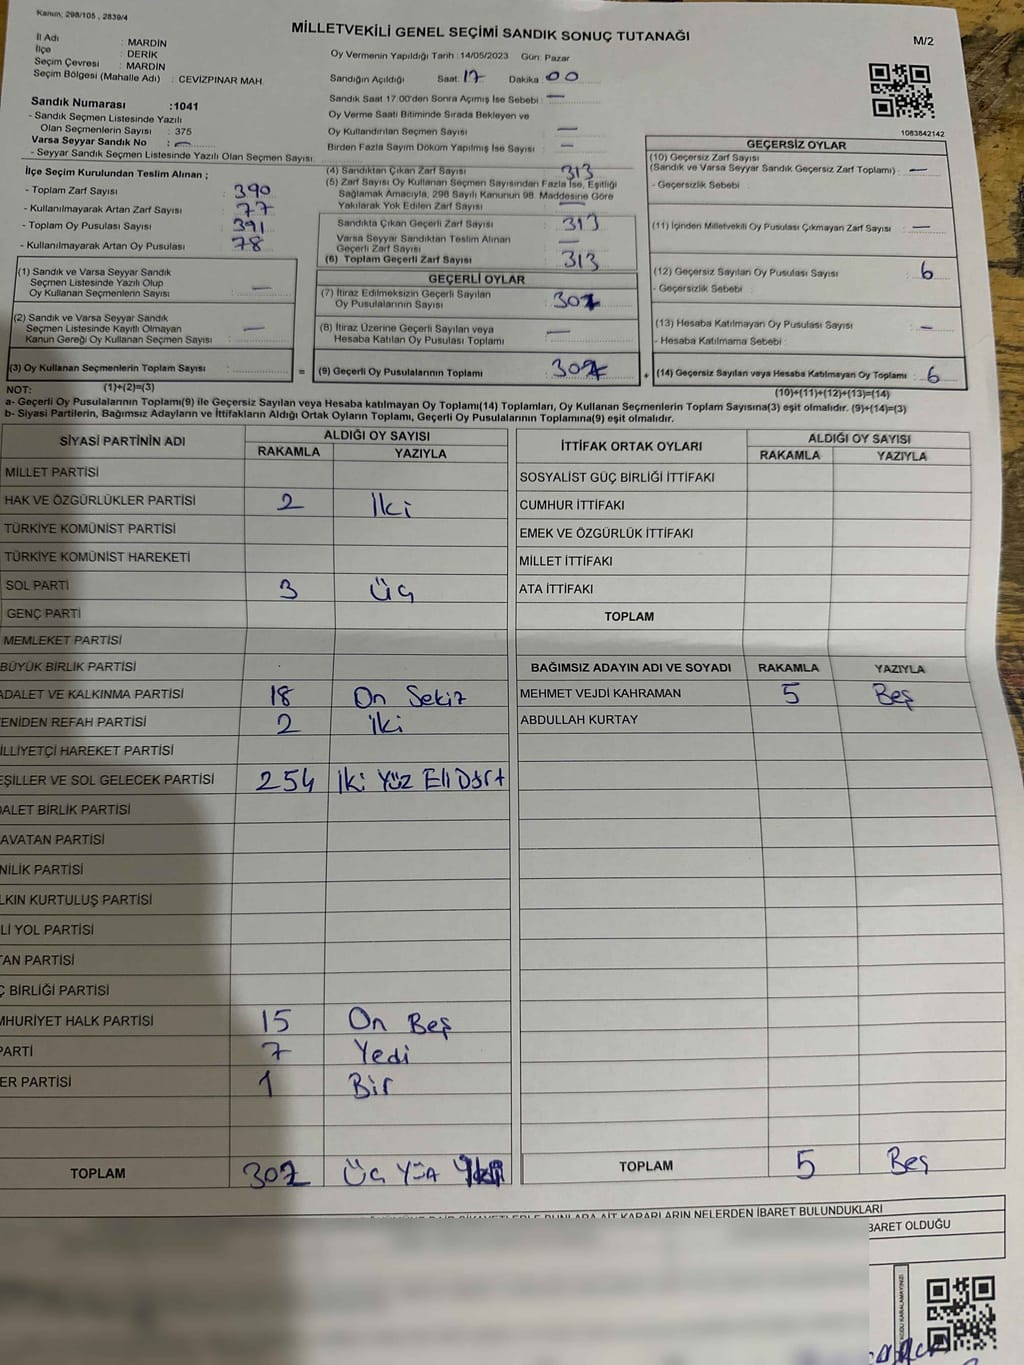 Kanun: 298/105 , 2839/4
MİLLETVEKİLİ GENEL SEÇİMİ SANDIK SONUÇ TUTANAĞI
M/2
İl Adı : MARDİN
İlçe : DERİK
Seçim Çevresi : MARDİN
Seçim Bölgesi (Mahalle Adı) : CEVİZPINAR MAH.
Oy Vermenin Yapıldığı Tarih : 14/05/2023 Gün: Pazar
Sandığın Açıldığı Saat: 17 Dakika : 00
Sandık Saat 17:00'den Sonra Açımış İse Sebebi : —
Oy Verme Saati Bitiminde Sırada Bekleyen ve
Oy Kullandırılan Seçmen Sayısı : —
Birden Fazla Sayım Döküm Yapılmış İse Sayısı : —
Sandık Numarası :1041
- Sandık Seçmen Listesinde Yazılı
Olan Seçmenlerin Sayısı : 375
Varsa Seyyar Sandık No : —
- Seyyar Sandık Seçmen Listesinde Yazılı Olan Seçmen Sayısı:
İlçe Seçim Kurulundan Teslim Alınan ;
- Toplam Zarf Sayısı : 390
- Kullanılmayarak Artan Zarf Sayısı : 77
- Toplam Oy Pusulası Sayısı : 391
- Kullanılmayarak Artan Oy Pusulası : 78
(1) Sandık ve Varsa Seyyar Sandık
Seçmen Listesinde Yazılı Olup
Oy Kullanan Seçmenlerin Sayısı : —
(2) Sandık ve Varsa Seyyar Sandık
Seçmen Listesinde Kayıtlı Olmayan
Kanun Gereği Oy Kullanan Seçmen Sayısı : —
(3) Oy Kullanan Seçmenlerin Toplam Sayısı :
(4) Sandıktan Çıkan Zarf Sayısı : 313
(5) Zarf Sayısı Oy Kullanan Seçmen Sayısından Fazla İse, Eşitliği
Sağlamak Amacıyla, 298 Sayılı Kanunun 98. Maddesine Göre
Yakılarak Yok Edilen Zarf Sayısı : —
Sandıkta Çıkan Geçerli Zarf Sayısı : 313
Varsa Seyyar Sandıktan Teslim Alınan
Geçerli Zarf Sayısı : —
(6) Toplam Geçerli Zarf Sayısı : 313
GEÇERLİ OYLAR
(7) İtiraz Edilmeksizin Geçerli Sayılan
Oy Pusulalarının Sayısı : 307
(8) İtiraz Üzerine Geçerli Sayılan veya
Hesaba Katılan Oy Pusulası Toplamı : —
= (9) Geçerli Oy Pusulalarının Toplamı : 307 +
1083842142
GEÇERSİZ OYLAR
(10) Geçersiz Zarf Sayısı
(Sandık ve Varsa Seyyar Sandık Geçersiz Zarf Toplamı) : —
- Geçersizlik Sebebi :
(11) İçinden Milletvekili Oy Pusulası Çıkmayan Zarf Sayısı : —
(12) Geçersiz Sayılan Oy Pusulası Sayısı : 6
- Geçersizlik Sebebi :
(13) Hesaba Katılmayan Oy Pusulası Sayısı : —
- Hesaba Katılmama Sebebi :
(14) Geçersiz Sayılan veya Hesaba Katılmayan Oy Toplamı : 6
NOT: (1)+(2)=(3)
(10)+(11)+(12)+(13)=(14)
a- Geçerli Oy Pusulalarının Toplamı(9) ile Geçersiz Sayılan veya Hesaba katılmayan Oy Toplamı(14) Toplamları, Oy Kullanan Seçmenlerin Toplam Sayısına(3) eşit olmalıdır. (9)+(14)=(3)
b- Siyasi Partilerin, Bağımsız Adayların ve İttifakların Aldığı Ortak Oyların Toplamı, Geçerli Oy Pusulalarının Toplamına(9) eşit olmalıdır.
SİYASİ PARTİNİN ADI ALDIĞI OY SAYISI
RAKAMLA YAZIYLA
MİLLET PARTİSİ
HAK VE ÖZGÜRLÜKLER PARTİSİ 2 İki
TÜRKİYE KOMÜNİST PARTİSİ
TÜRKİYE KOMÜNİST HAREKETİ
SOL PARTİ 3 Üç
GENÇ PARTİ
MEMLEKET PARTİSİ
BÜYÜK BİRLİK PARTİSİ
ADALET VE KALKINMA PARTİSİ 18 On Sekiz
ENİDEN REFAH PARTİSİ 2 İki
İLLİYETÇİ HAREKET PARTİSİ
EŞİLLER VE SOL GELECEK PARTİSİ 254 İki Yüz Eli Dört
DALET BİRLİK PARTİSİ
AVATAN PARTİSİ
NİLİK PARTİSİ
LKIN KURTULUŞ PARTİSİ
Lİ YOL PARTİSİ
TAN PARTİSİ
Ç BİRLİĞİ PARTİSİ
MHURİYET HALK PARTİSİ 15 On Beş
PARTİ 7 Yedi
ER PARTİSİ 1 Bir
TOPLAM 302 Üç Yüz
İTTİFAK ORTAK OYLARI ALDIĞI OY SAYISI
RAKAMLA YAZIYLA
SOSYALİST GÜÇ BİRLİĞİ İTTİFAKI
CUMHUR İTTİFAKI
EMEK VE ÖZGÜRLÜK İTTİFAKI
MİLLET İTTİFAKI
ATA İTTİFAKI
TOPLAM
BAĞIMSIZ ADAYIN ADI VE SOYADI RAKAMLA YAZIYLA
MEHMET VEJDİ KAHRAMAN 5 Beş
ABDULLAH KURTAY
TOPLAM 5 Beş
NELERDEN İBARET BULUNDUKLARI
BARET OLDUĞU